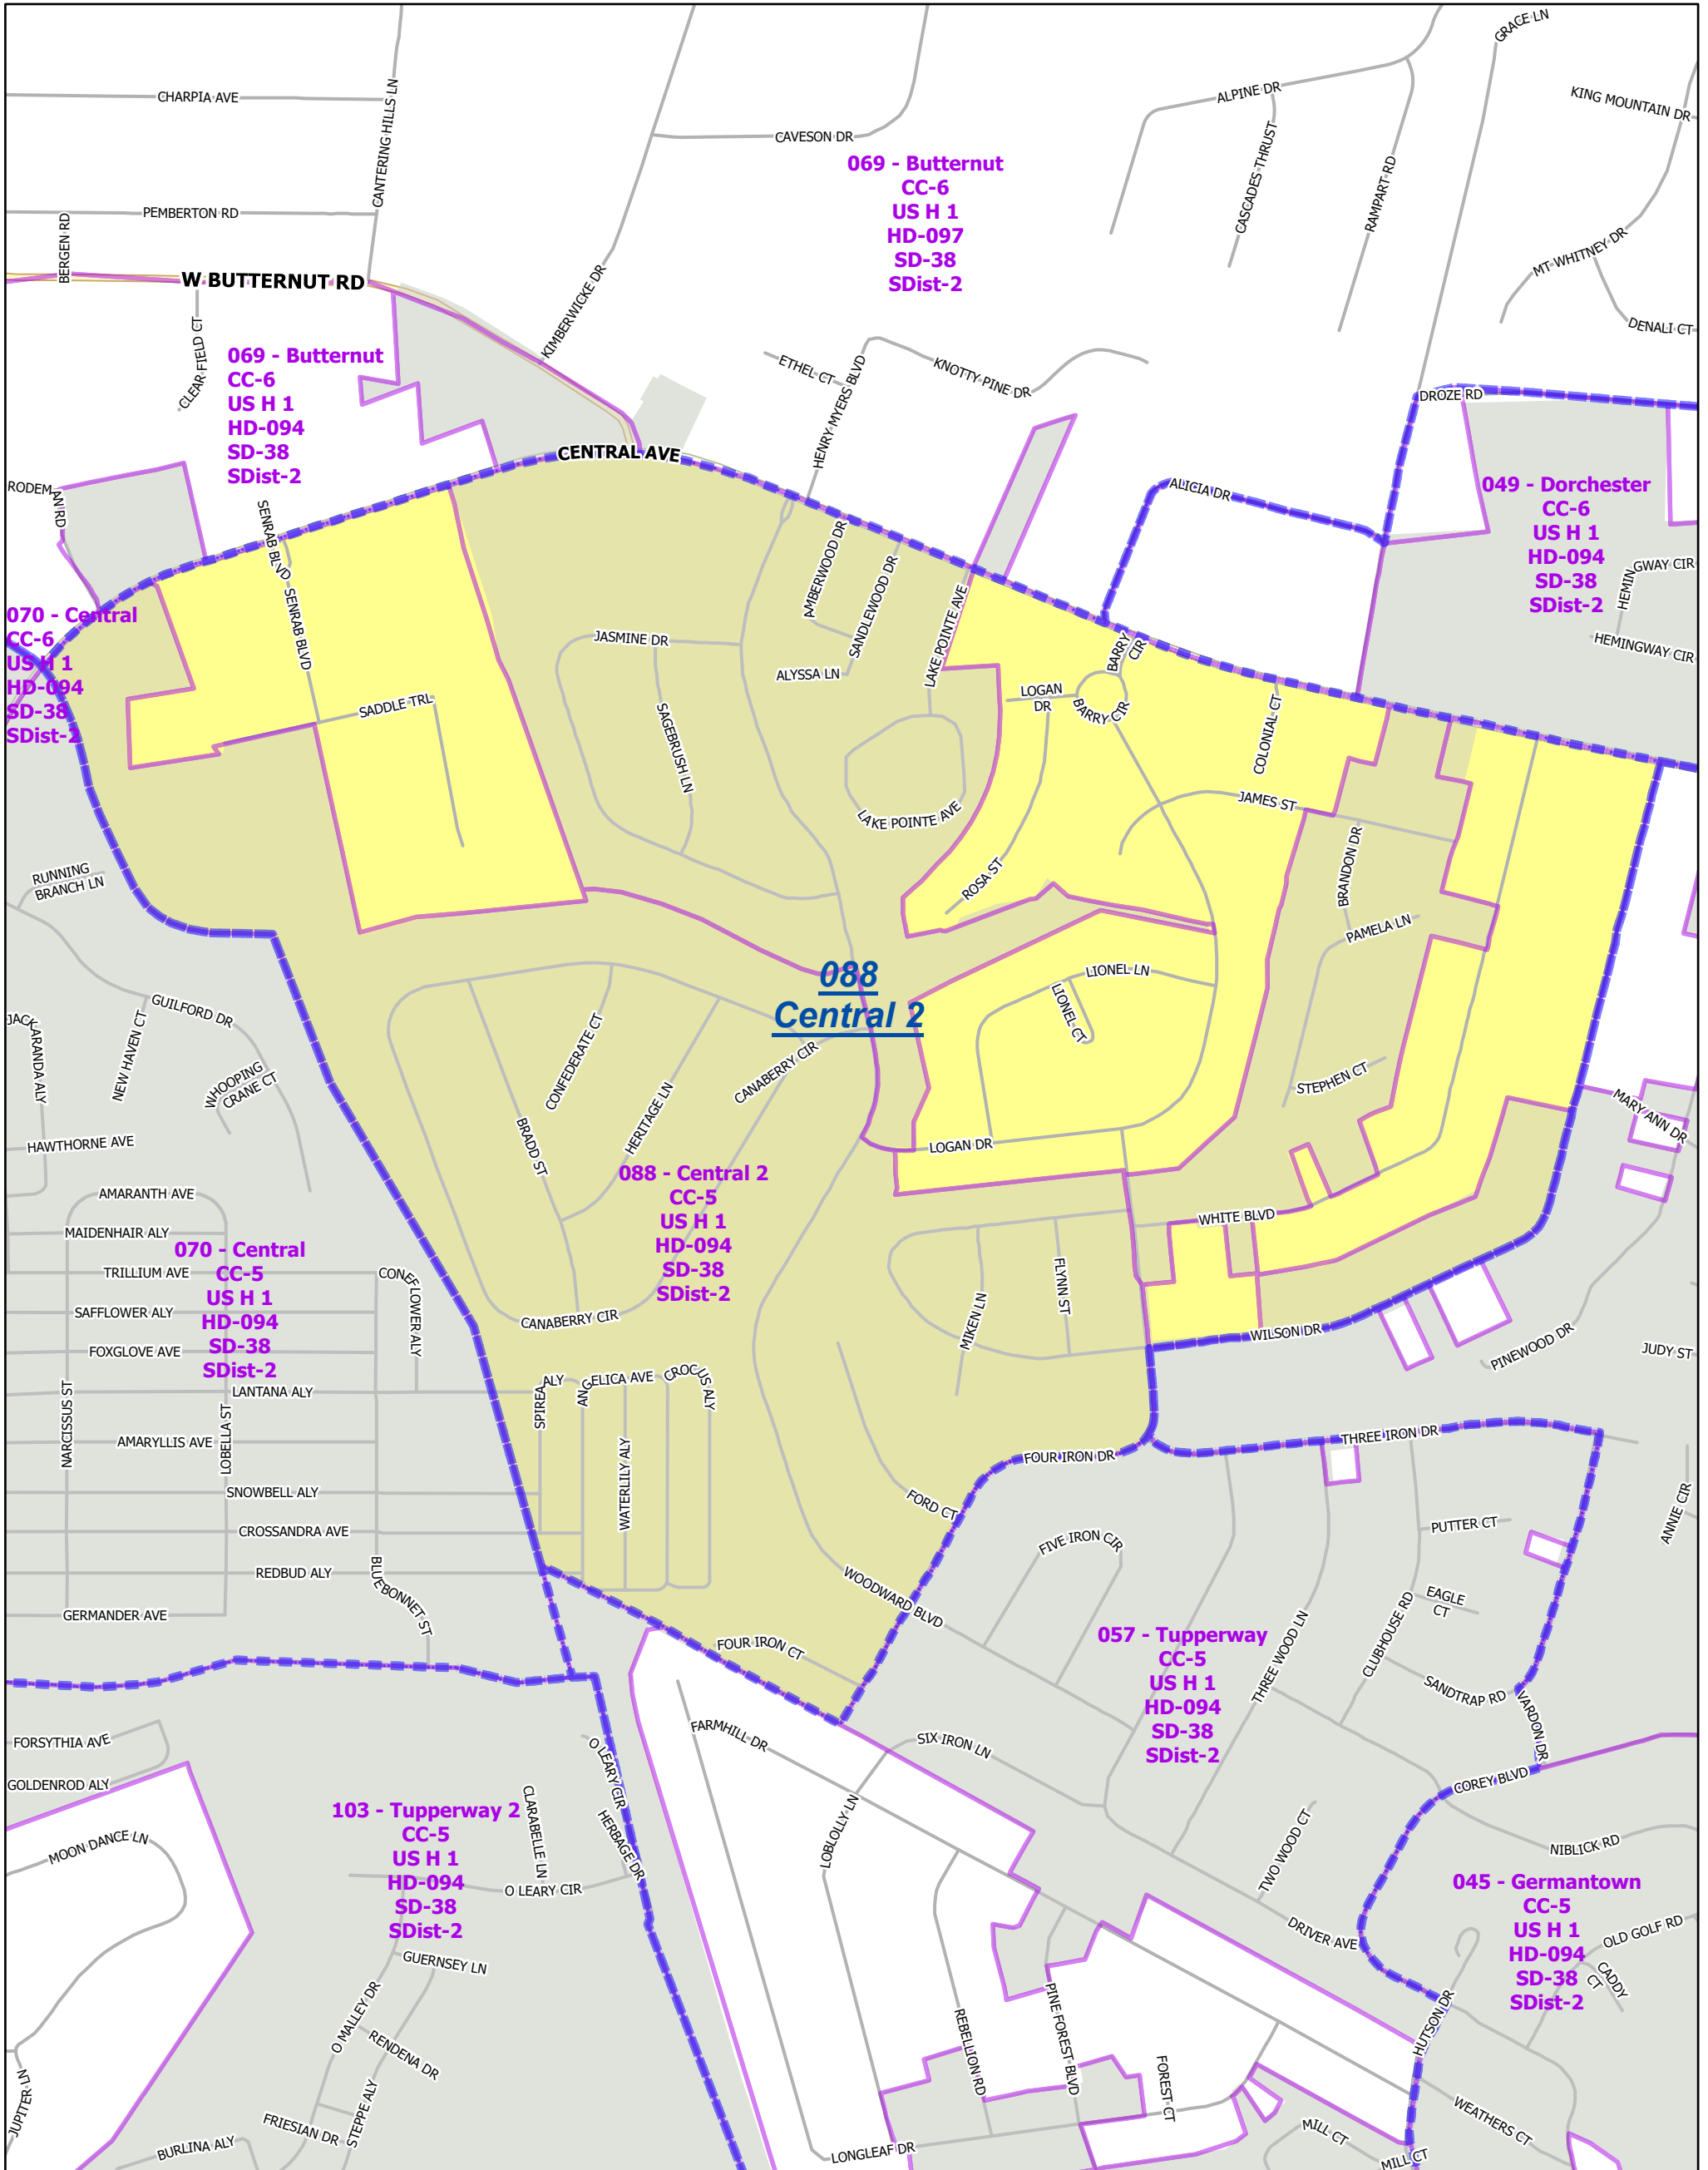 GRACE LN
CHARPIA AVE
CANTERING HILLS LN
CAVESON DR
ALPINE DR
KING MOUNTAIN DR
CASCADES THRUST
RAMPART RD
069 - Butternut
CC-6
US H 1
HD-097
SD-38
SDist-2
PEMBERTON RD
BERGEN RD
MT WHITNEY DR
W BUTTERNUT RD
KIMBERWICKE DR
DENALI CT
CLEAR FIELD CT
069 - Butternut
CC-6
US H 1
HD-094
SD-38
SDist-2
ETHEL CT
HENRY MYERS BLVD
KNOTTY PINE DR
DROZE RD
CENTRAL AVE
RODEMAN RD
ALICIA DR
049 - Dorchester
CC-6
US H 1
HD-094
SD-38
SDist-2
SENRAB BLVD
SENRAB BLVD
AMBERWOOD DR
SANDLEWOOD DR
HEMINGWAY CIR
HEMINGWAY CIR
070 - Central
CC-6
US H 1
HD-094
SD-38
SDist-2
JASMINE DR
ALYSSA LN
LAKE POINTE AVE
BARRY CIR
LOGAN DR
BARRY CIR
SADDLE TRL
SAGEBRUSH LN
COLONIAL CT
LAKE POINTE AVE
JAMES ST
BRANDON DR
RUNNING BRANCH LN
ROSA ST
PAMELA LN
088
Central 2
LIONEL LN
LIONEL CT
GUILFORD DR
JACKARANDA ALY
NEW HAVEN CT
WHOOPING CRANE CT
CONFEDERATE CT
CANABERRY CIR
HERITAGE LN
STEPHEN CT
MARY ANN DR
HAWTHORNE AVE
BRADD ST
LOGAN DR
088 - Central 2
CC-5
US H 1
HD-094
SD-38
SDist-2
AMARANTH AVE
MAIDENHAIR ALY
WHITE BLVD
070 - Central
CC-5
US H 1
HD-094
SD-38
SDist-2
TRILLIUM AVE
CONEFLOWER ALY
SAFFLOWER ALY
FOXGLOVE AVE
CANABERRY CIR
MIKEN LN
FLYNN ST
WILSON DR
PINEWOOD DR
JUDY ST
LANTANA ALY
NARCISSUS ST
LOBELLA ST
SPIREA ALY
ANGELICA AVE
CROCUS ALY
AMARYLLIS AVE
WATERLILY ALY
THREE IRON DR
FOUR IRON DR
SNOWBELL ALY
FORD CT
CROSSANDRA AVE
PUTTER CT
ANNIE CIR
FIVE IRON CIR
REDBUD ALY
BLUEBONNET ST
WOODWARD BLVD
EAGLE CT
GERMANDER AVE
FOUR IRON CT
057 - Tupperway
CC-5
US H 1
HD-094
SD-38
SDist-2
THREE WOOD LN
CLUBHOUSE RD
SANDTRAP RD
VARDON DR
FORSYTHIA AVE
FARMHILL DR
SIX IRON LN
GOLDENROD ALY
O LEARY CIR
COREY BLVD
103 - Tupperway 2
CC-5
US H 1
HD-094
SD-38
SDist-2
CLARABELLE LN
HERBAGE DR
LOBLOLLY LN
TWO WOOD CT
NIBLICK RD
MOON DANCE LN
O LEARY CIR
045 - Germantown
CC-5
US H 1
HD-094
SD-38
SDist-2
DRIVER AVE
OLD GOLF RD
CADDY CT
GUERNSEY LN
O MALLEY DR
RENDENA DR
REBELLION RD
PINE FOREST BLVD
HUTSON DR
FOREST CT
JUPITER LN
STEPPE ALY
FRIESIAN DR
BURLINA ALY
LONGLEAF DR
WEATHERS CT
MILL CT
MILL CT